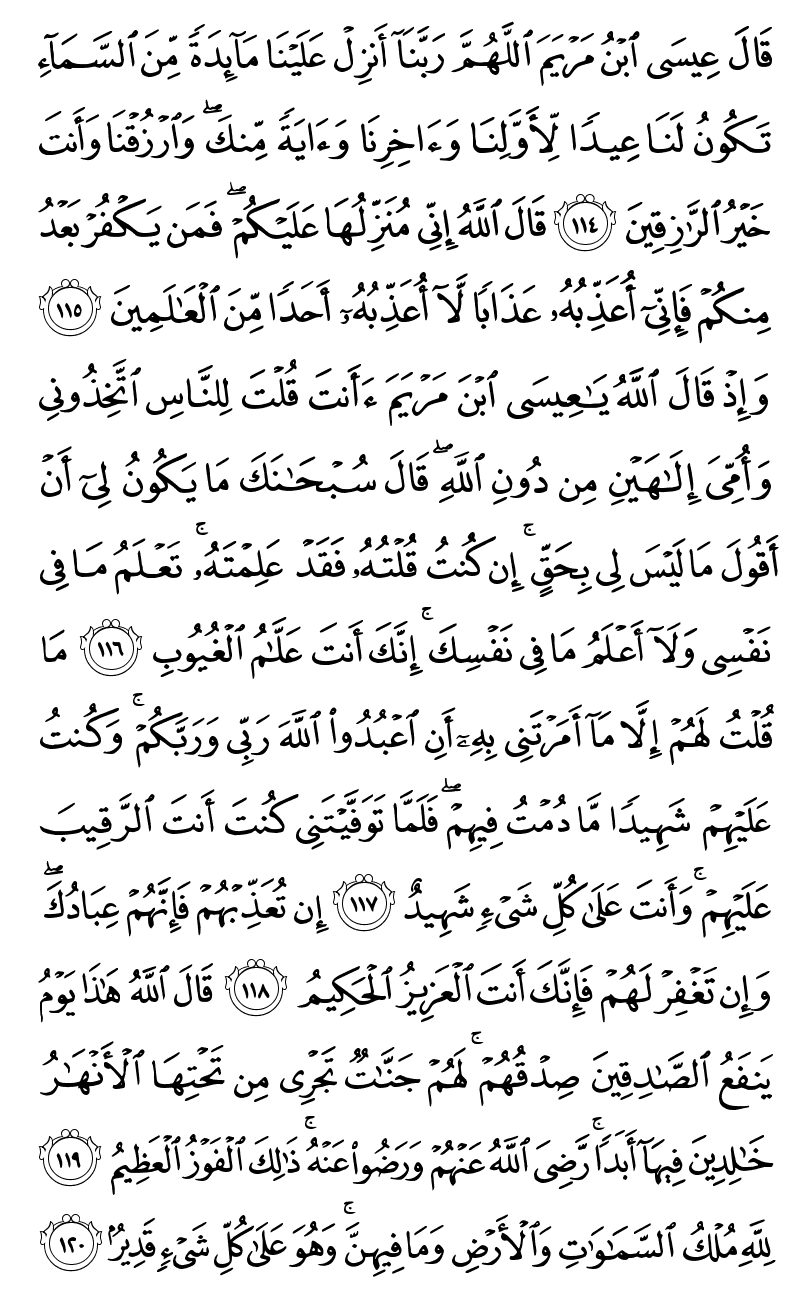 قَالَ عِيسَى ٱبۡنُ مَرۡيَمَ ٱللَّهُمَّ رَبَّنَآ أَنزِلۡ عَلَيۡنَا مَآئِدَةٗ مِّنَ ٱلسَّمَآءِ
تَكُونُ لَنَا عِيدٗا لِّأَوَّلِنَا وَءَاخِرِنَا وَءَايَةٗ مِّنكَۖ وَٱرۡزُقۡنَا وَأَنتَ
خَيۡرُ ٱلرَّٰزِقِينَ ١١٤ قَالَ ٱللَّهُ إِنِّي مُنَزِّلُهَا عَلَيۡكُمۡۖ فَمَن يَكۡفُرۡ بَعۡدُ
مِنكُمۡ فَإِنِّيٓ أُعَذِّبُهُۥ عَذَابٗا لَّآ أُعَذِّبُهُۥٓ أَحَدٗا مِّنَ ٱلۡعَٰلَمِينَ ١١٥
وَإِذۡ قَالَ ٱللَّهُ يَٰعِيسَى ٱبۡنَ مَرۡيَمَ ءَأَنتَ قُلۡتَ لِلنَّاسِ ٱتَّخِذُونِي
وَأُمِّيَ إِلَٰهَيۡنِ مِن دُونِ ٱللَّهِۖ قَالَ سُبۡحَٰنَكَ مَا يَكُونُ لِيٓ أَنۡ
أَقُولَ مَا لَيۡسَ لِي بِحَقٍّۚ إِن كُنتُ قُلۡتُهُۥ فَقَدۡ عَلِمۡتَهُۥۚ تَعۡلَمُ مَا فِي
نَفۡسِي وَلَآ أَعۡلَمُ مَا فِي نَفۡسِكَۚ إِنَّكَ أَنتَ عَلَّٰمُ ٱلۡغُيُوبِ ١١٦ مَا
قُلۡتُ لَهُمۡ إِلَّا مَآ أَمَرۡتَنِي بِهِۦٓ أَنِ ٱعۡبُدُواْ ٱللَّهَ رَبِّي وَرَبَّكُمۡۚ وَكُنتُ
عَلَيۡهِمۡ شَهِيدٗا مَّا دُمۡتُ فِيهِمۡۖ فَلَمَّا تَوَفَّيۡتَنِي كُنتَ أَنتَ ٱلرَّقِيبَ
عَلَيۡهِمۡۚ وَأَنتَ عَلَىٰ كُلِّ شَيۡءٖ شَهِيدٌ ١١٧ إِن تُعَذِّبۡهُمۡ فَإِنَّهُمۡ عِبَادُكَۖ
وَإِن تَغۡفِرۡ لَهُمۡ فَإِنَّكَ أَنتَ ٱلۡعَزِيزُ ٱلۡحَكِيمُ ١١٨ قَالَ ٱللَّهُ هَٰذَا يَوۡمُ
يَنفَعُ ٱلصَّٰدِقِينَ صِدۡقُهُمۡۚ لَهُمۡ جَنَّٰتٞ تَجۡرِي مِن تَحۡتِهَا ٱلۡأَنۡهَٰرُ
خَٰلِدِينَ فِيهَآ أَبَدٗاۚ رَّضِيَ ٱللَّهُ عَنۡهُمۡ وَرَضُواْ عَنۡهُۚ ذَٰلِكَ ٱلۡفَوۡزُ ٱلۡعَظِيمُ ١١٩
لِلَّهِ مُلۡكُ ٱلسَّمَٰوَٰتِ وَٱلۡأَرۡضِ وَمَا فِيهِنَّۚ وَهُوَ عَلَىٰ كُلِّ شَيۡءٖ قَدِيرُۢ ١٢٠